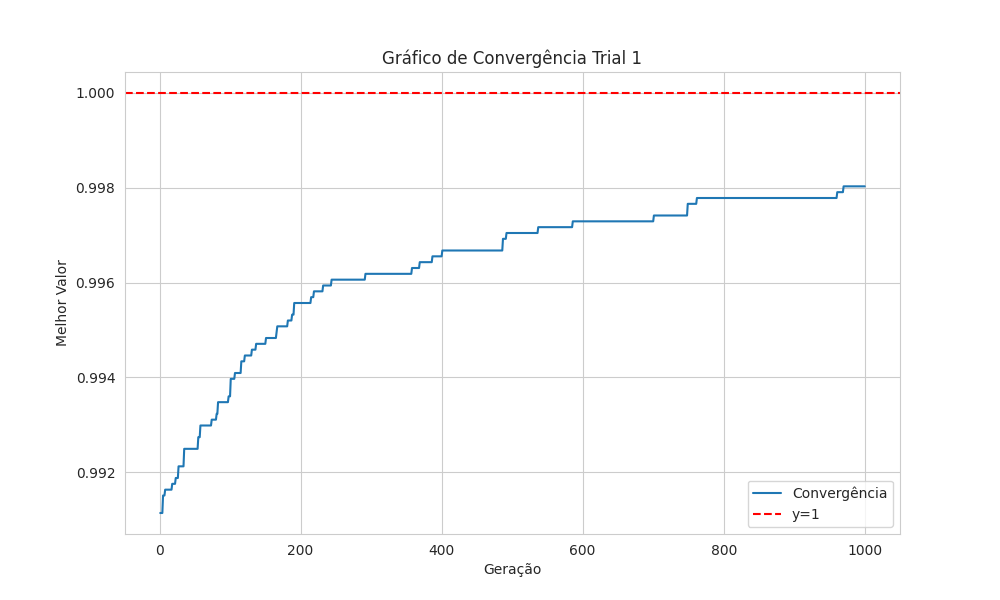 Gráfico de Convergência Trial 1
Melhor Valor
1.000
0.998
0.996
0.994
0.992
0
200
400
600
800
1000
Geração
Convergência
y=1